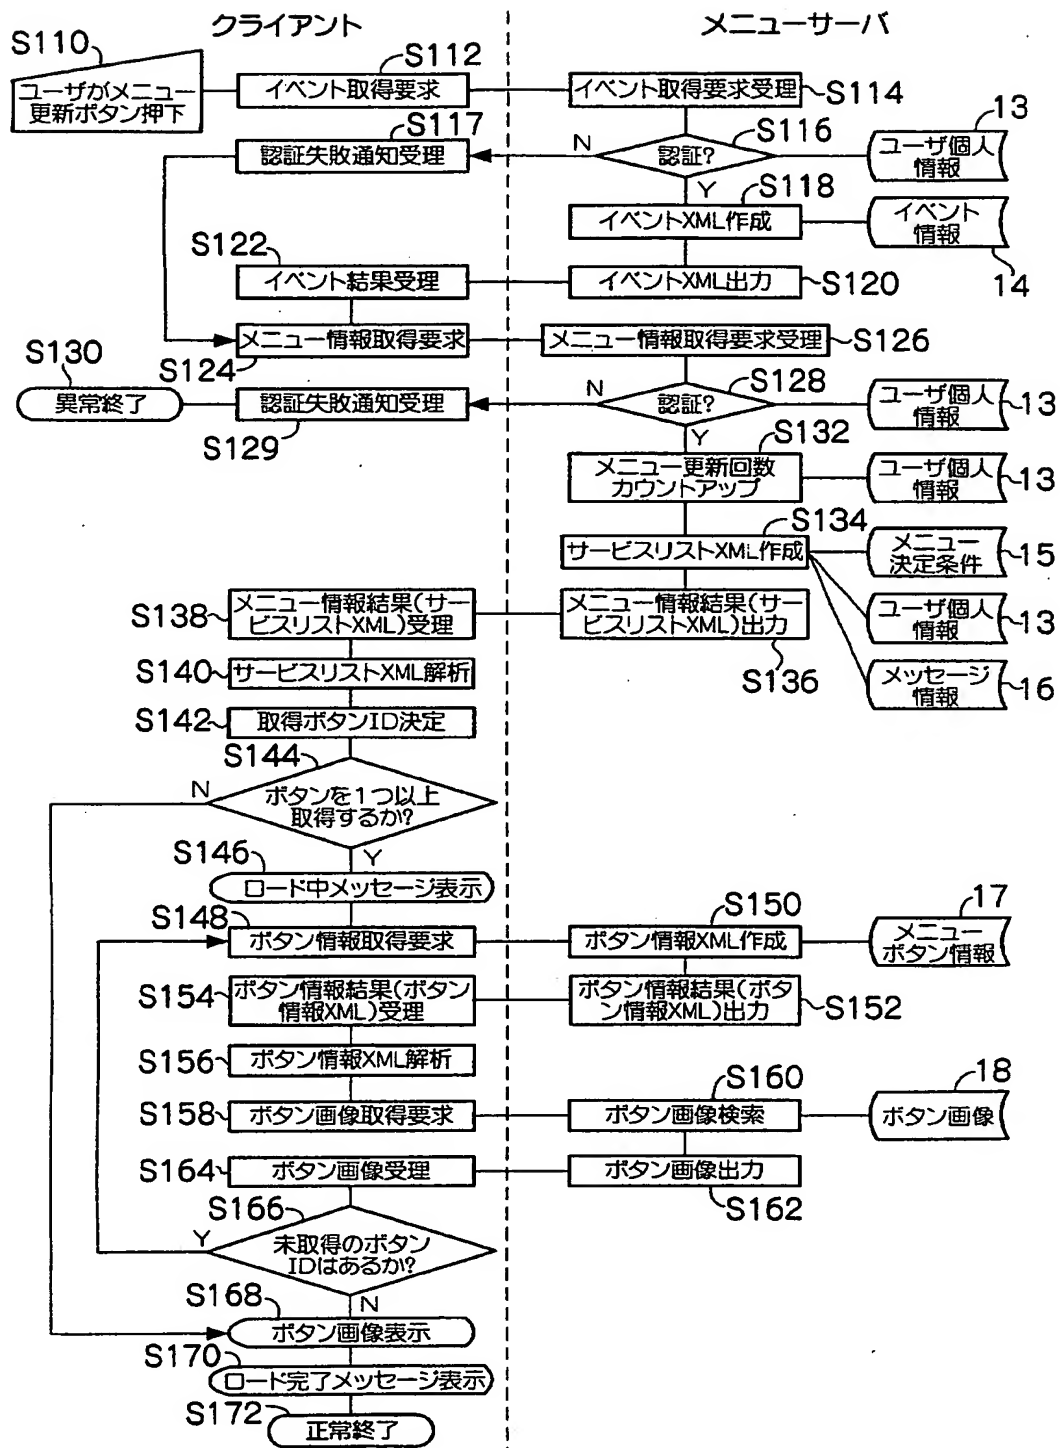 クライアント
メニューサーバ
S110
ユーザがメニュー
更新ボタン押下
S112
イベント取得要求
イベント取得要求受理
S114
S117
認証失敗通知受理
N
認証?
S116
Y
13
ユーザ個人
情報
S118
イベントXML作成
イベント
情報
14
S122
イベント結果受理
イベントXML出力
S120
メニュー情報取得要求
S124
メニュー情報取得要求受理
S126
S130
異常終了
認証失敗通知受理
S129
N
認証?
S128
Y
ユーザ個人
情報
13
S132
メニュー更新回数
カウントアップ
ユーザ個人
情報
13
S134
サービスリストXML作成
メニュー
決定条件
15
S138
メニュー情報結果(サー
ビスリストXML)受理
メニュー情報結果(サー
ビスリストXML)出力
S136
ユーザ個人
情報
13
S140
サービスリストXML解析
メッセージ
情報
16
S142
取得ボタンID決定
S144
N
ボタンを1つ以上
取得するか?
Y
S146
ロード中メッセージ表示
S148
ボタン情報取得要求
S150
ボタン情報XML作成
17
メニュー
ボタン情報
S154
ボタン情報結果(ボタン
情報XML)受理
ボタン情報結果(ボタ
ン情報XML)出力
S152
S156
ボタン情報XML解析
S158
ボタン画像取得要求
S160
ボタン画像検索
18
ボタン画像
S164
ボタン画像受理
ボタン画像出力
S162
S166
Y
未取得のボタン
IDはあるか?
N
S168
ボタン画像表示
S170
ロード完了メッセージ表示
S172
正常終了